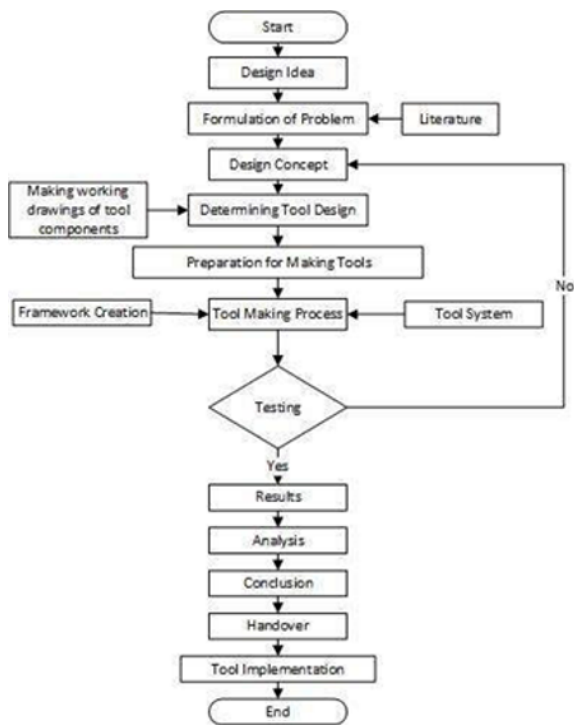 Start
Design Idea
Formulation of Problem
Literature
Design Concept
Making working
drawings of tool
components
Determining Tool Design
Preparation for Making Tools
No
Framework Creation
Tool Making Process
Tool System
Testing
Yes
Results
Analysis
Conclusion
Handover
Tool Implementation
End